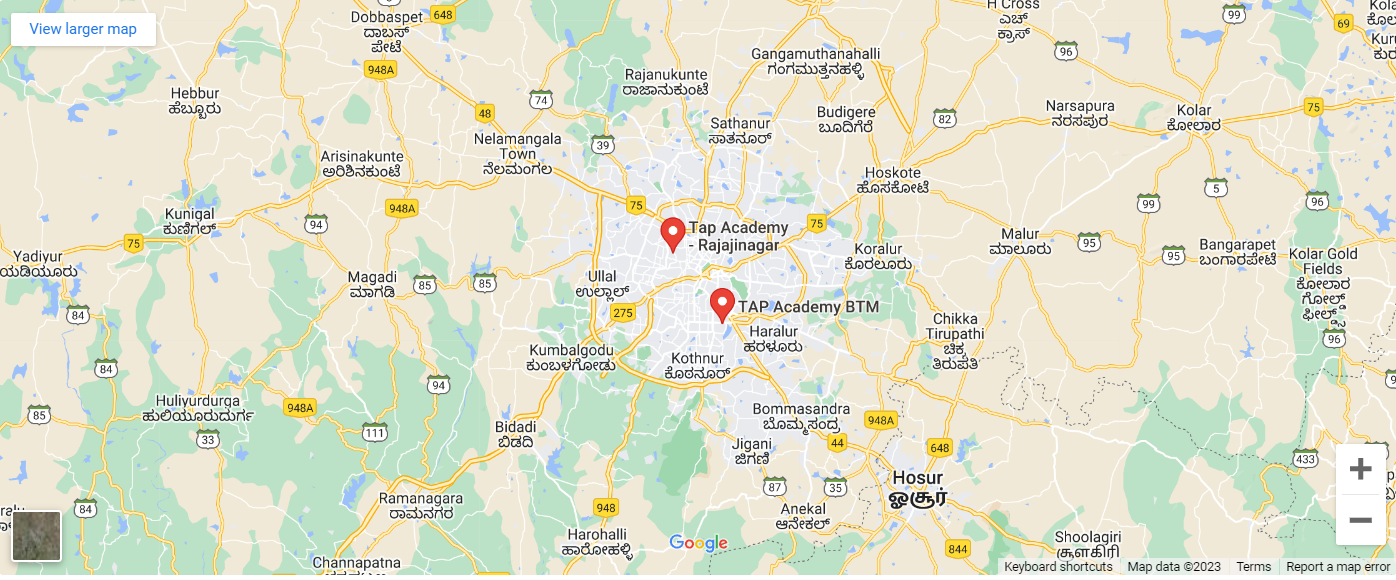 View larger map
Dobbaspet
ದಾಬಸ್
ಪೇಟೆ
648
H Cross
ಎಚ್
ಕ್ರಾಸ್
99
69
96
Gangamuthanahalli
ಗಂಗಮುತ್ತನಹಳ್ಳಿ
948A
Rajanukunte
ರಾಜಾನುಕುಂಟೆ
Hebbur
ಹೆಬ್ಬೂರು
74
48
Budigere
ಬೂದಿಗೆರೆ
82
Narsapura
ನರಸಾಪುರ
Kolar
ಕೋಲಾರ
75
Sathanur
ಸಾತನೂರ್
Nelamangala
Town
ನೆಲಮಂಗಲ
39
Arisinakunte
ಅರಿಶಿನಕುಂಟೆ
Hoskote
ಹೊಸಕೋಟೆ
5
96
948A
75
99
Kunigal
ಕುಣಿಗಲ್
94
75
Tap Academy
- Rajajinagar
75
Malur
ಮಾಲೂರು
95
95
Bangarapet
ಬಂಗಾರಪೇಟೆ
Koralur
ಕೊರಲೂರು
Kolar Gold
Fields
ಕೋಲಾರ
ಗೋಲ್ಡ್
ಫೀಲ್ಡ್ಸ
Yadiyur
ಯಡಿಯೂರು
Magadi
ಮಾಗಡಿ
85
85
Ullal
ಉಲ್ಲಾಳ್
84
275
TAP Academy BTM
Haralur
ಹರಳೂರು
Chikka
Tirupathi
ಚಿಕ್ಕ
ತಿರುಪತಿ
96
Kumbalgodu
ಕುಂಬಳಗೋಡು
Kothnur
ಕೊಠನೂರ್
84
94
Huliyurdurga
ಹುಲಿಯೂರುದುರ್ಗ
948A
85
33
111
Bidadi
ಬಿಡದಿ
Bommasandra
ಬೊಮ್ಮಸಂದ್ರ
948A
Jigani
ಜಿಗಣಿ
44
648
433
Hosur
ஓசூர்
87
35
84
Ramanagara
ರಾಮನಗರ
948
Anekal
ಆನೇಕಲ್
Harohalli
ಹಾರೋಹಳ್ಳಿ
Google
844
Shoolagiri
சூளகிரி
Channapatna
Keyboard shortcuts
Map data ©2023
Terms
Report a map error